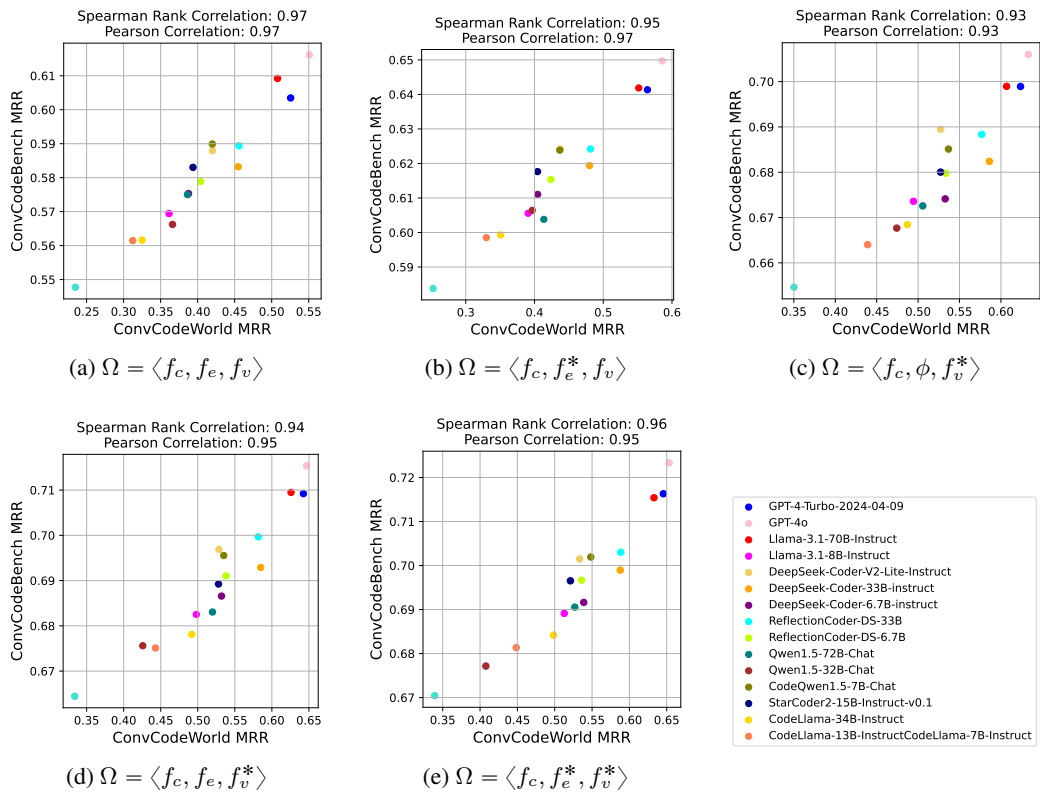 Spearman Rank Correlation: 0.97
Pearson Correlation: 0.97
ConvCodeBench MRR
0.61
0.60
0.59
0.58
0.57
0.56
0.55
0.25 0.30 0.35 0.40 0.45 0.50 0.55
ConvCodeWorld MRR
(a) Ω = ⟨f_c, f_e, f_v⟩
Spearman Rank Correlation: 0.95
Pearson Correlation: 0.97
ConvCodeBench MRR
0.65
0.64
0.63
0.62
0.61
0.60
0.59
0.3 0.4 0.5 0.6
ConvCodeWorld MRR
(b) Ω = ⟨f_c, f_e^*, f_v⟩
Spearman Rank Correlation: 0.93
Pearson Correlation: 0.93
ConvCodeBench MRR
0.70
0.69
0.68
0.67
0.66
0.35 0.40 0.45 0.50 0.55 0.60
ConvCodeWorld MRR
(c) Ω = ⟨f_c, ϕ, f_v^*⟩
Spearman Rank Correlation: 0.94
Pearson Correlation: 0.95
ConvCodeBench MRR
0.71
0.70
0.69
0.68
0.67
0.35 0.40 0.45 0.50 0.55 0.60 0.65
ConvCodeWorld MRR
(d) Ω = ⟨f_c, f_e, f_v^*⟩
Spearman Rank Correlation: 0.96
Pearson Correlation: 0.95
ConvCodeBench MRR
0.72
0.71
0.70
0.69
0.68
0.67
0.35 0.40 0.45 0.50 0.55 0.60 0.65
ConvCodeWorld MRR
(e) Ω = ⟨f_c, f_e^*, f_v^*⟩
GPT-4-Turbo-2024-04-09
GPT-4o
Llama-3.1-70B-Instruct
Llama-3.1-8B-Instruct
DeepSeek-Coder-V2-Lite-Instruct
DeepSeek-Coder-33B-instruct
DeepSeek-Coder-6.7B-instruct
ReflectionCoder-DS-33B
ReflectionCoder-DS-6.7B
Qwen1.5-72B-Chat
Qwen1.5-32B-Chat
CodeQwen1.5-7B-Chat
StarCoder2-15B-Instruct-v0.1
CodeLlama-34B-Instruct
CodeLlama-13B-InstructCodeLlama-7B-Instruct